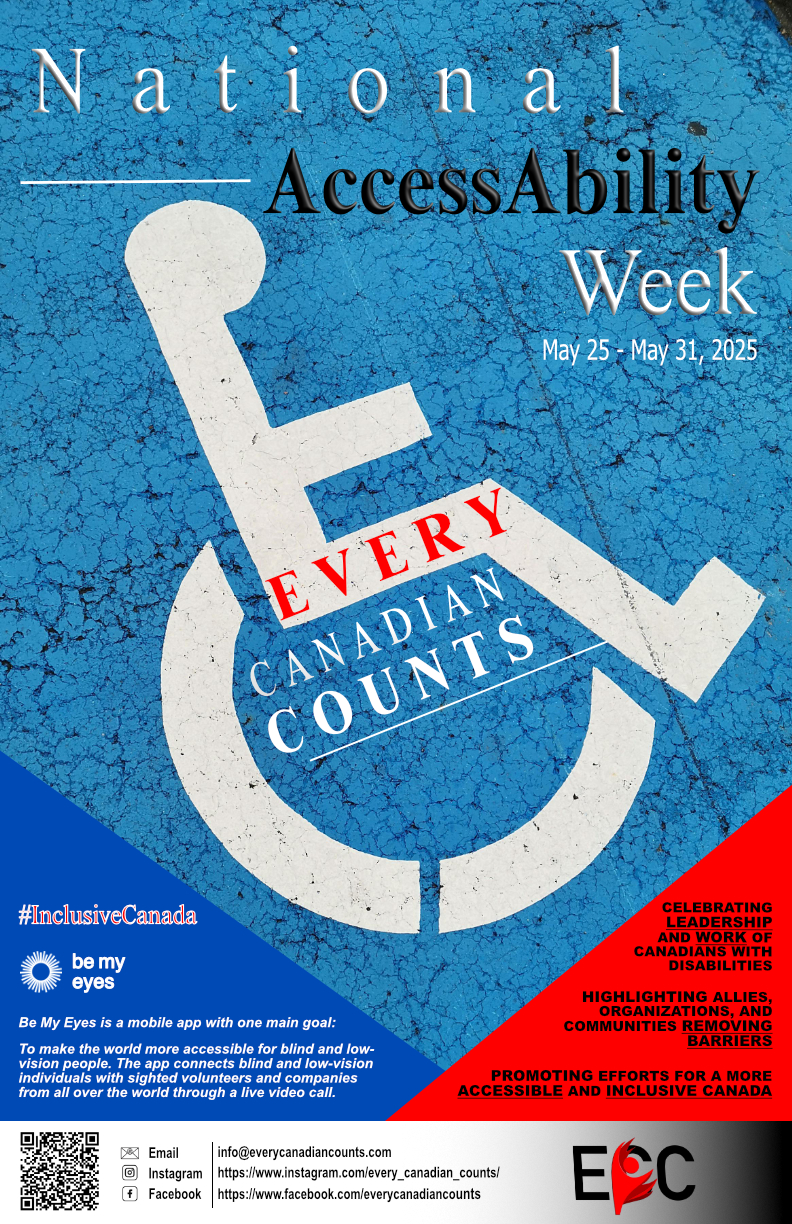 National
AccessAbility
Week
May 25 - May 31, 2025
EVERY
CANADIAN
COUNTS
#InclusiveCanada
be my
eyes
Be My Eyes is a mobile app with one main goal:
To make the world more accessible for blind and low-
vision people. The app connects blind and low-vision
individuals with sighted volunteers and companies
from all over the world through a live video call.
CELEBRATING
LEADERSHIP
AND WORK OF
CANADIANS WITH
DISABILITIES
HIGHLIGHTING ALLIES,
ORGANIZATIONS, AND
COMMUNITIES REMOVING
BARRIERS
PROMOTING EFFORTS FOR A MORE
ACCESSIBLE AND INCLUSIVE CANADA
Email info@everycanadiancounts.com
Instagram https://www.instagram.com/every_canadian_counts/
Facebook https://www.facebook.com/everycanadiancounts
ECC